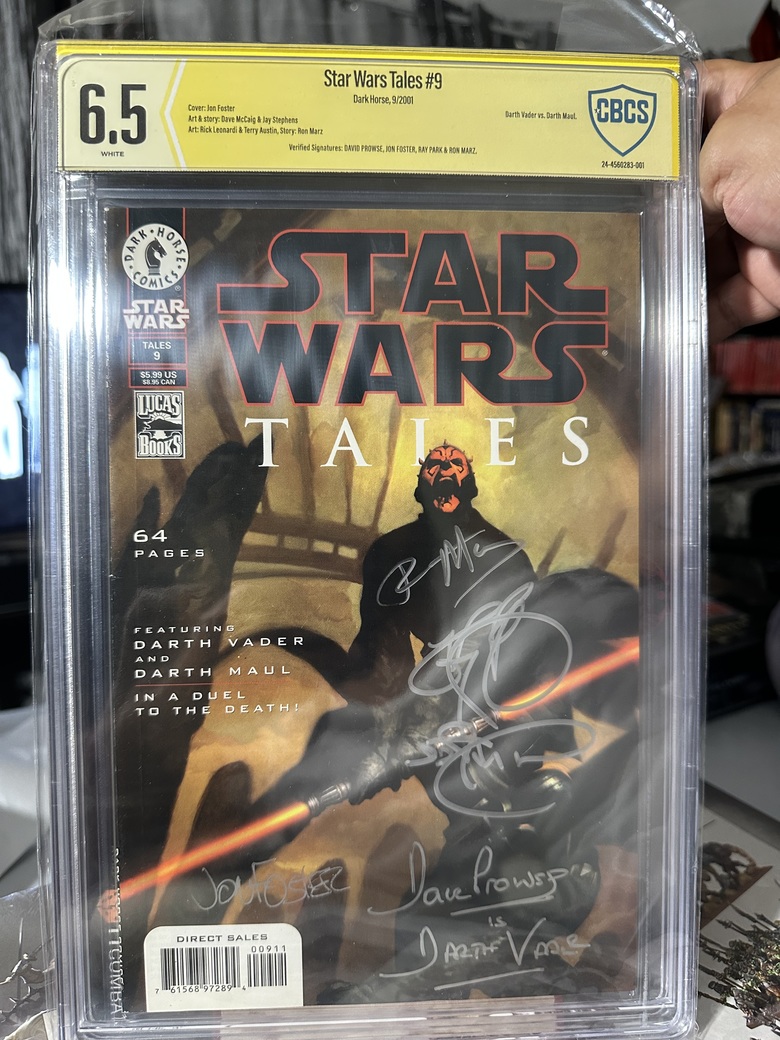 6.5
WHITE
Star Wars Tales #9
Dark Horse, 9/2001
Cover: Jon Foster
Art & story: Dave McCaig & Jay Stephens
Art: Rick Leonardi & Terry Austin, Story: Ron Marz
Darth Vader vs. Darth Maul.
Verified Signatures: DAVID PROWSE, JON FOSTER, RAY PARK & RON MARZ.
CBCS
24-4560283-001
DARK HORSE COMICS
STAR
WARS
TALES
9
$5.99 US
$8.95 CAN
LUCAS
BOOKS
STAR
WARS
TALES
64
PAGES
FEATURING
DARTH VADER
AND
DARTH MAUL
IN A DUEL
TO THE DEATH!
Jon Foster
Dave Prowse
is
DARTH VADER
DIRECT SALES
00911
7 61568 97289 4